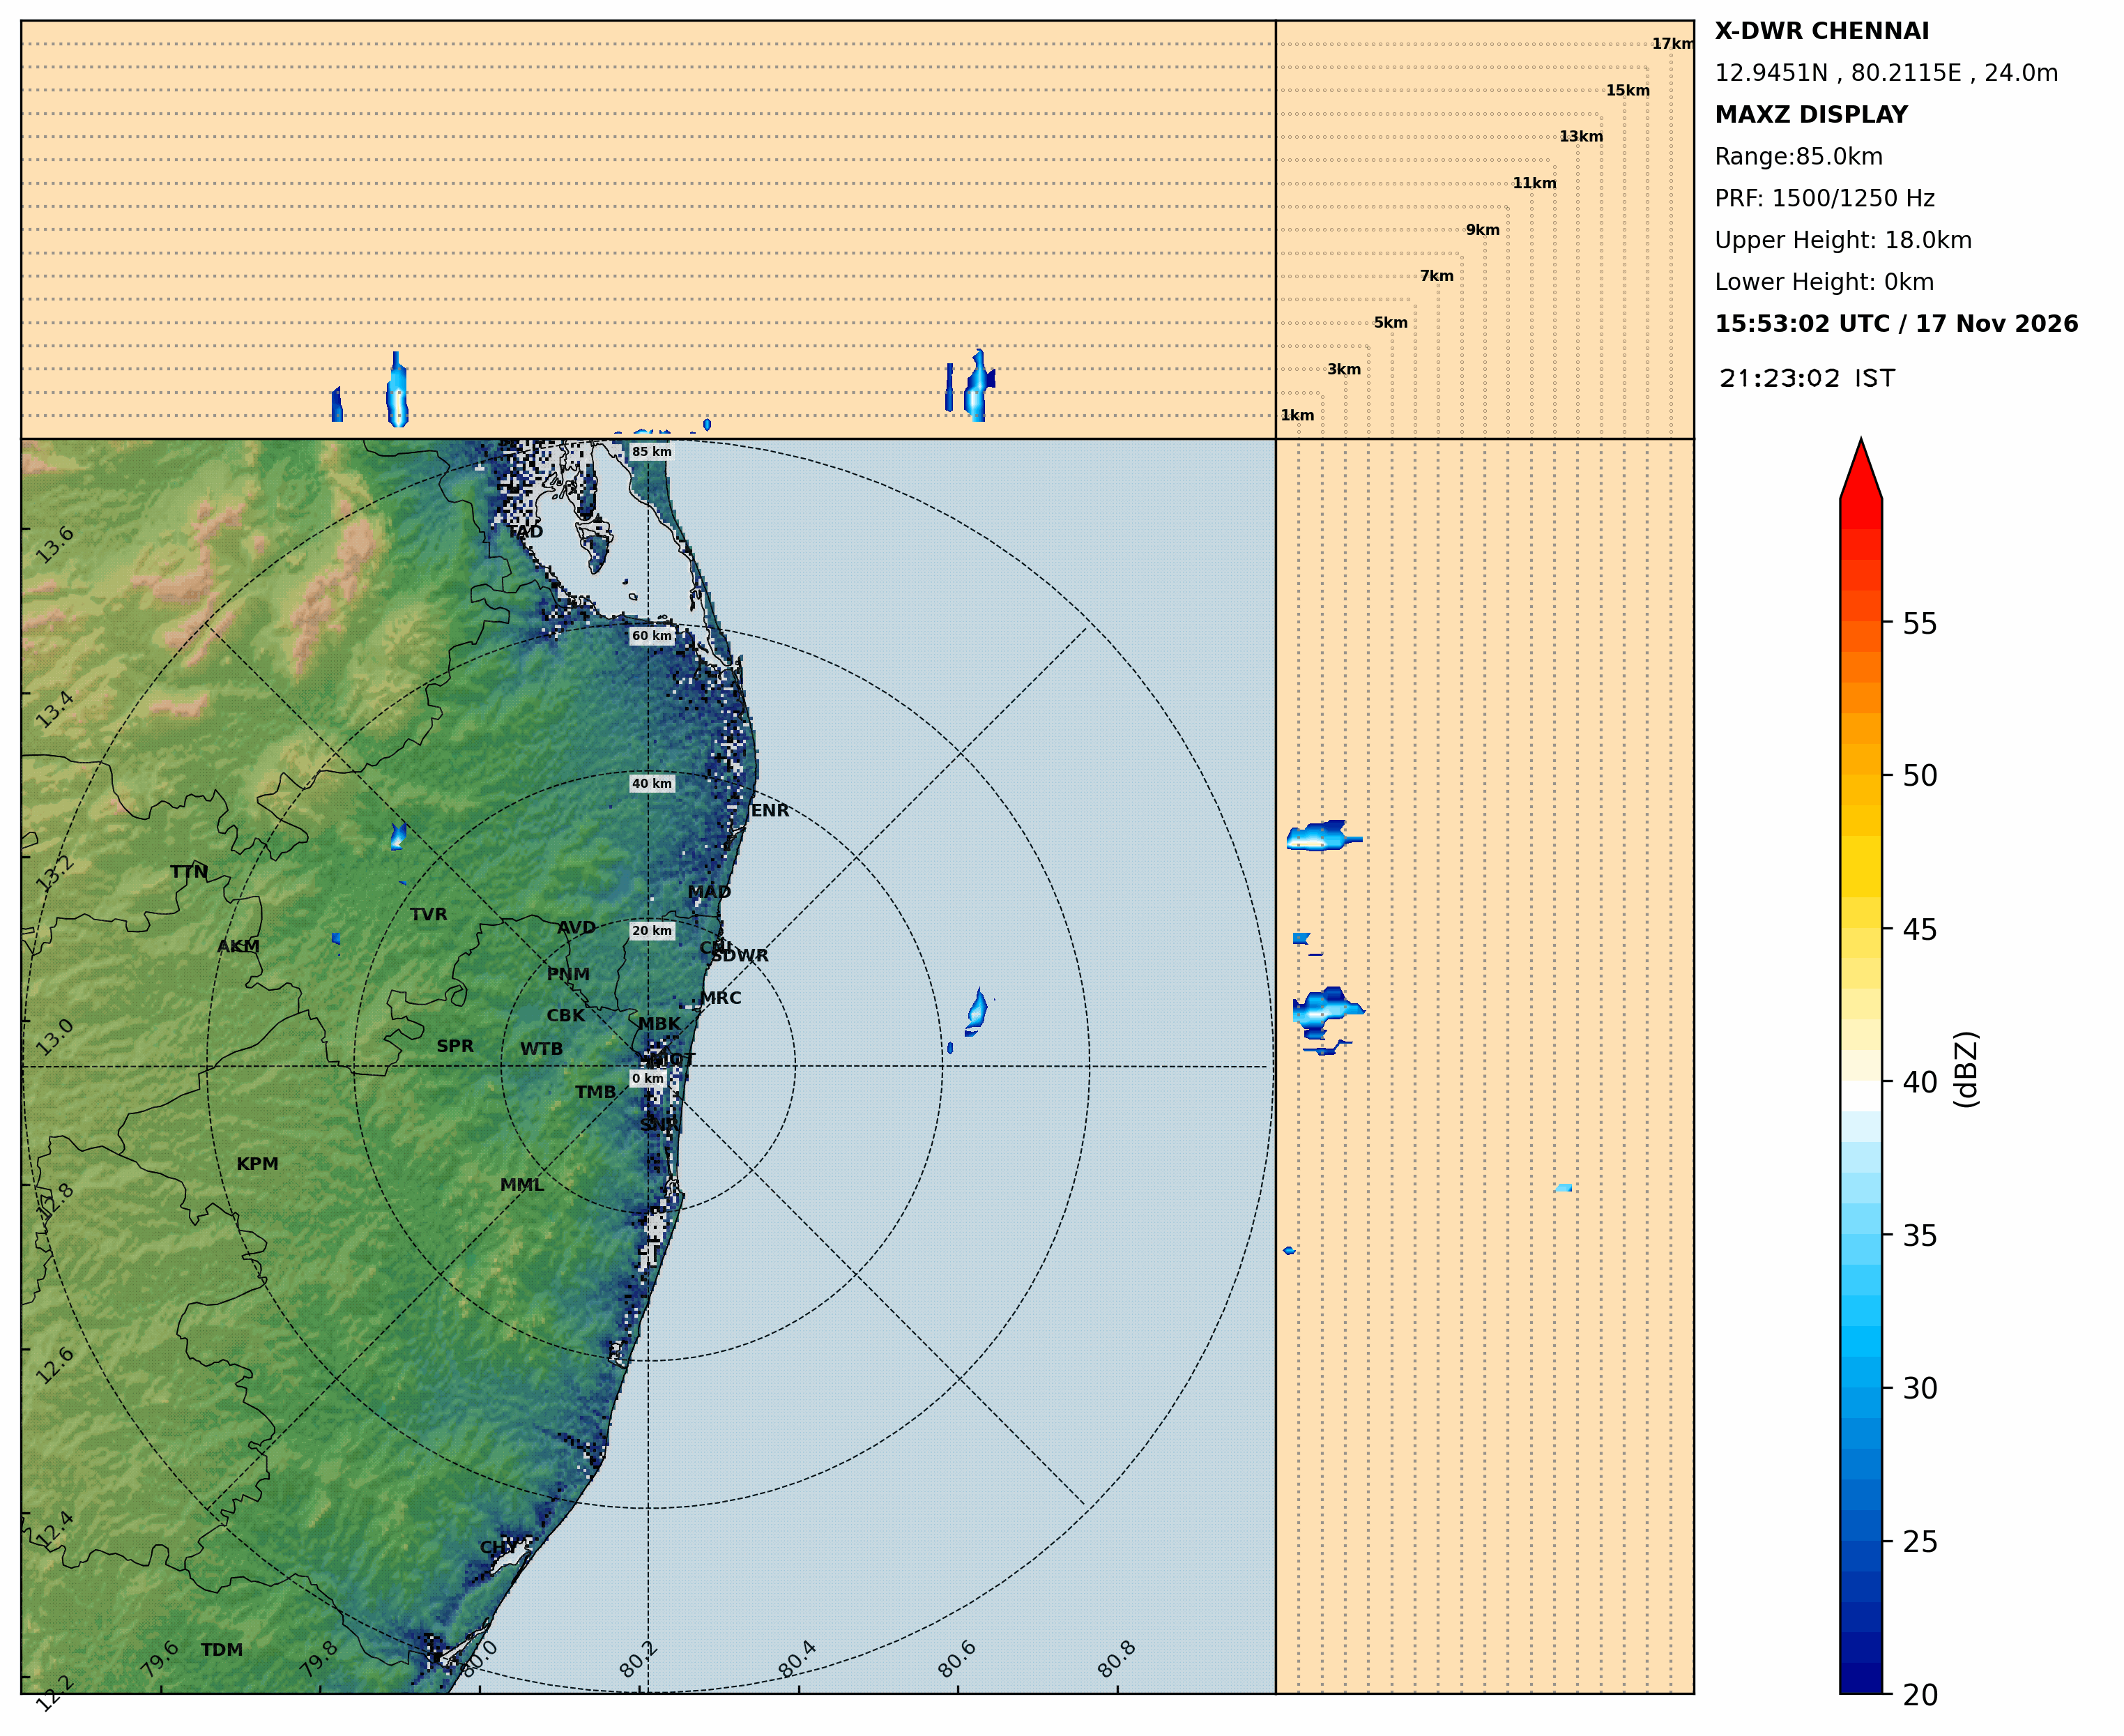 X-DWR CHENNAI
12.9451N , 80.2115E , 24.0m
MAXZ DISPLAY
Range:85.0km
PRF: 1500/1250 Hz
Upper Height: 18.0km
Lower Height: 0km
15:53:02 UTC / 17 Nov 2026
21:23:02 IST
17km
15km
13km
11km
9km
7km
5km
3km
1km
85 km
60 km
40 km
20 km
0 km
TAD
ENR
TTN
MAD
TVR
AVD
AKM
CNI
SDWR
PNM
MRC
CBK
MBK
SPR
WTB
MOT
TMB
SNR
KPM
MML
CHY
TDM
13.6
13.4
13.2
13.0
12.8
12.6
12.4
12.2
79.6
79.8
80.0
80.2
80.4
80.6
80.8
55
50
45
40
35
30
25
20
(dBZ)